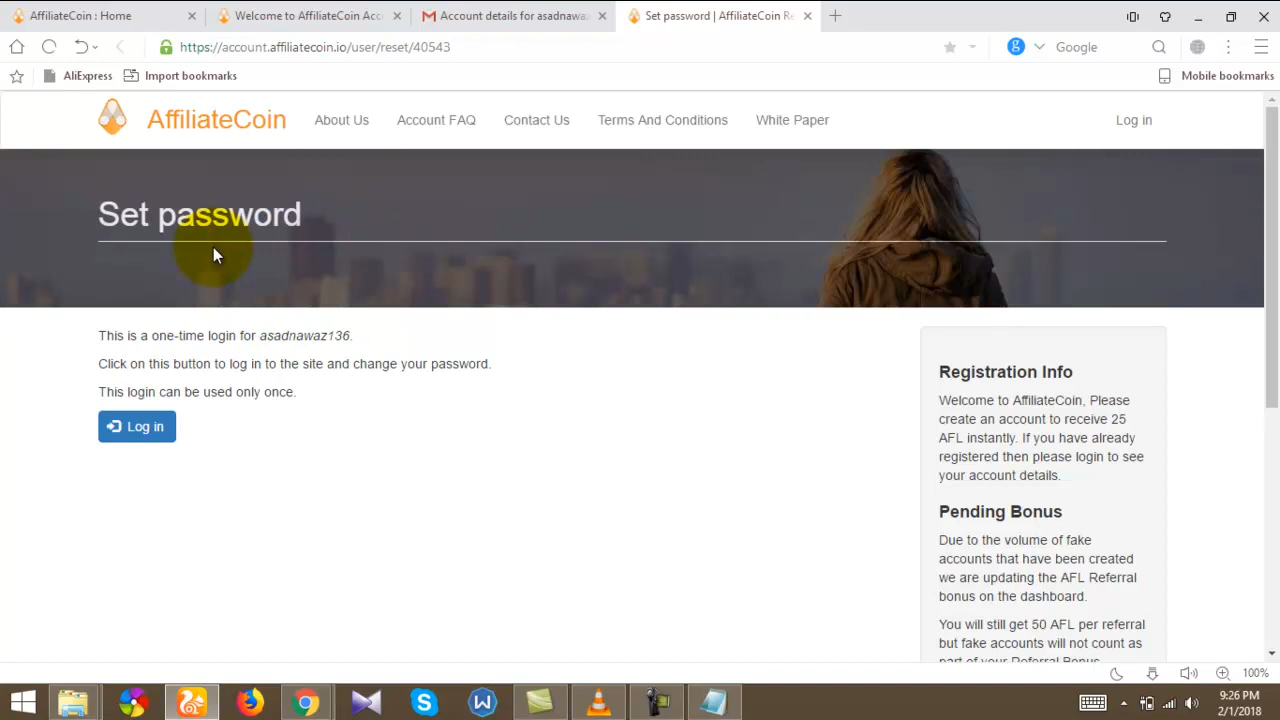 AffiliateCoin : Home
Welcome to AffiliateCoin Acc
Account details for asadnawaz
Set password | AffiliateCoin Re
https://account.affiliatecoin.io/user/reset/40543
Google
AliExpress
Import bookmarks
Mobile bookmarks
AffiliateCoin
About Us
Account FAQ
Contact Us
Terms And Conditions
White Paper
Log in
Set password
This is a one-time login for asadnawaz136.
Click on this button to log in to the site and change your password.
This login can be used only once.
Log in
Registration Info
Welcome to AffiliateCoin, Please
create an account to receive 25
AFL instantly. If you have already
registered then please login to see
your account details.
Pending Bonus
Due to the volume of fake
accounts that have been created
we are updating the AFL Referral
bonus on the dashboard.
You will still get 50 AFL per referral
but fake accounts will not count as
part of your Referral Bonus
100%
9:26 PM
2/1/2018